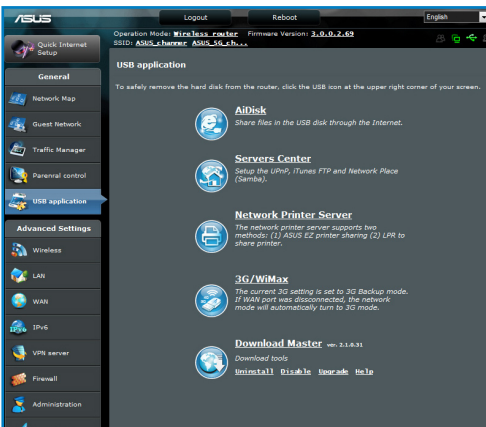 ASUS
Logout
Reboot
English
Quick Internet Setup
Operation Mode: Wireless router Firmware Version: 3.0.0.2.69
SSID: ASUS_channer ASUS_5G_ch...
General
Network Map
Guest Network
Traffic Manager
Parenral control
USB application
Advanced Settings
Wireless
LAN
WAN
IPv6
VPN server
Firewall
Administration
USB application
To safely remove the hard disk from the router, click the USB icon at the upper right corner of your screen.
AiDisk
Share files in the USB disk through the Internet.
Servers Center
Setup the UPnP, iTunes FTP and Network Place
(Samba).
Network Printer Server
The network printer server supports two
methods: (1) ASUS EZ printer sharing (2) LPR to
share printer.
3G/WiMax
The current 3G setting is set to 3G Backup mode.
If WAN port was dissconnected, the network
mode will automatically turn to 3G mode.
Download Master ver. 2.1.0.31
Download tools
Uninstall Disable Upgrade Help